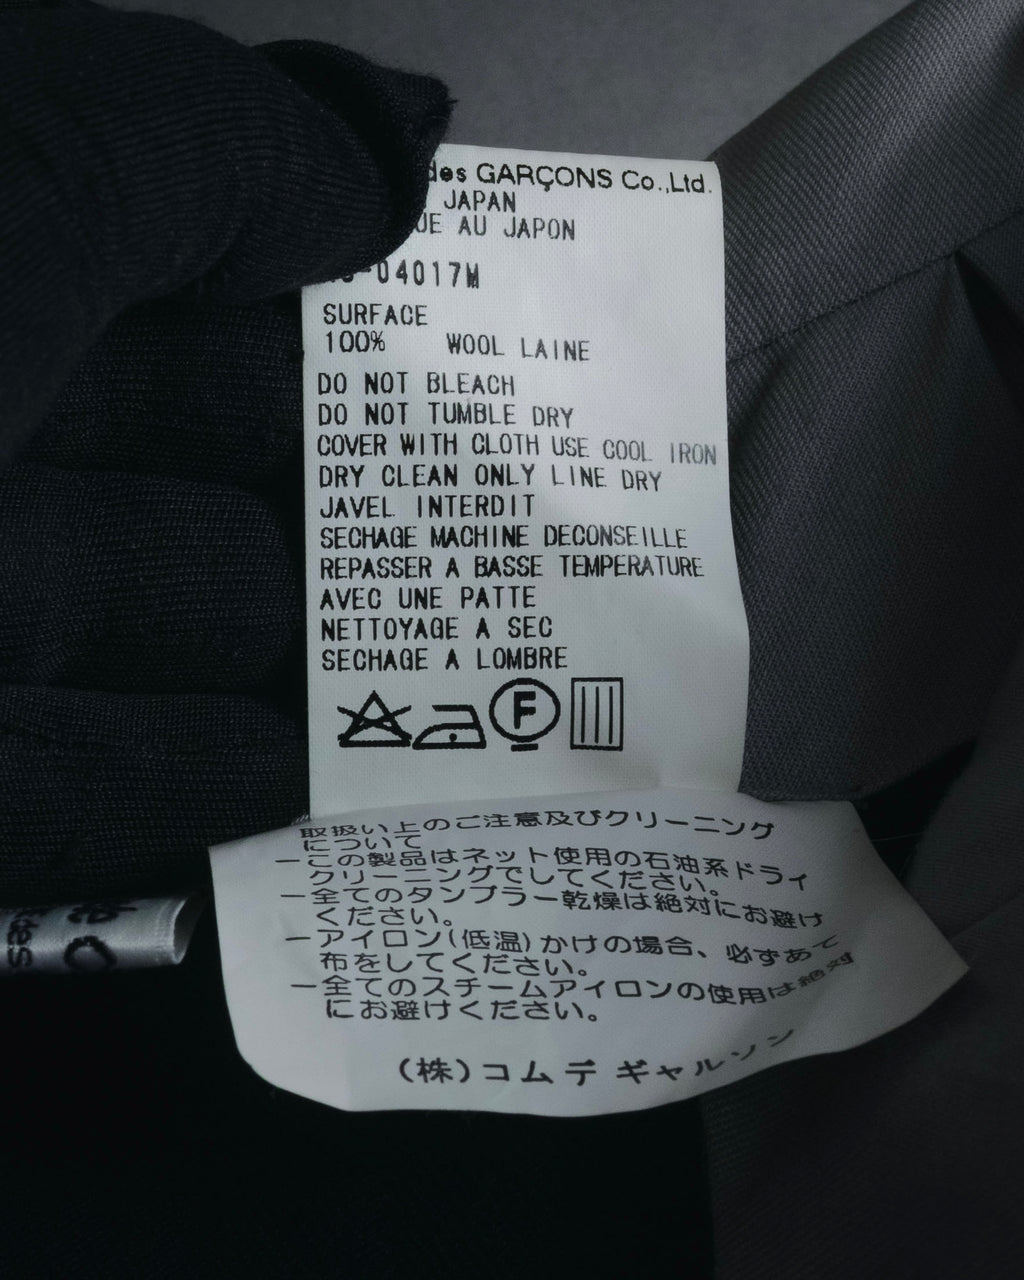 des GARÇONS Co.,Ltd.
JAPAN
AU JAPON
-04017M
SURFACE
100% WOOL LAINE
DO NOT BLEACH
DO NOT TUMBLE DRY
COVER WITH CLOTH USE COOL IRON
DRY CLEAN ONLY LINE DRY
JAVEL INTERDIT
SECHAGE MACHINE DECONSEILLE
REPASSER A BASSE TEMPERATURE
AVEC UNE PATTE
NETTOYAGE A SEC
SECHAGE A LOMBRE
F
取扱い上のご注意及びクリーニング
について
ーこの製品はネット使用の石油系ドライ
クリーニングでしてください。
ー全てのタンブラー乾燥は絶対にお避け
ください。
ーアイロン(低温)かけの場合、必ずあて
布をしてください。
ー全てのスチームアイロンの使用は絶対
にお避けください。
(株)コムデギャルソン
des